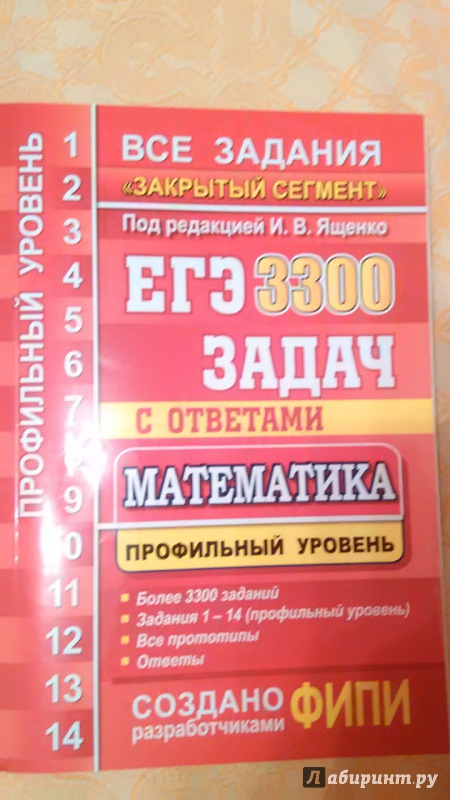 ПРОФИЛЬНЫЙ УРОВЕНЬ
1
2
3
4
5
6
7
9
0
11
12
13
14
ВСЕ ЗАДАНИЯ
«ЗАКРЫТЫЙ СЕГМЕНТ»
Под редакцией И. В. Ященко
ЕГЭ 3300
ЗАДАЧ
С ОТВЕТАМИ
МАТЕМАТИКА
ПРОФИЛЬНЫЙ УРОВЕНЬ
Более 3300 заданий
Задания 1 – 14 (профильный уровень)
Все прототипы
Ответы
СОЗДАНО
разработчиками
ФИПИ
Лабиринт.ру